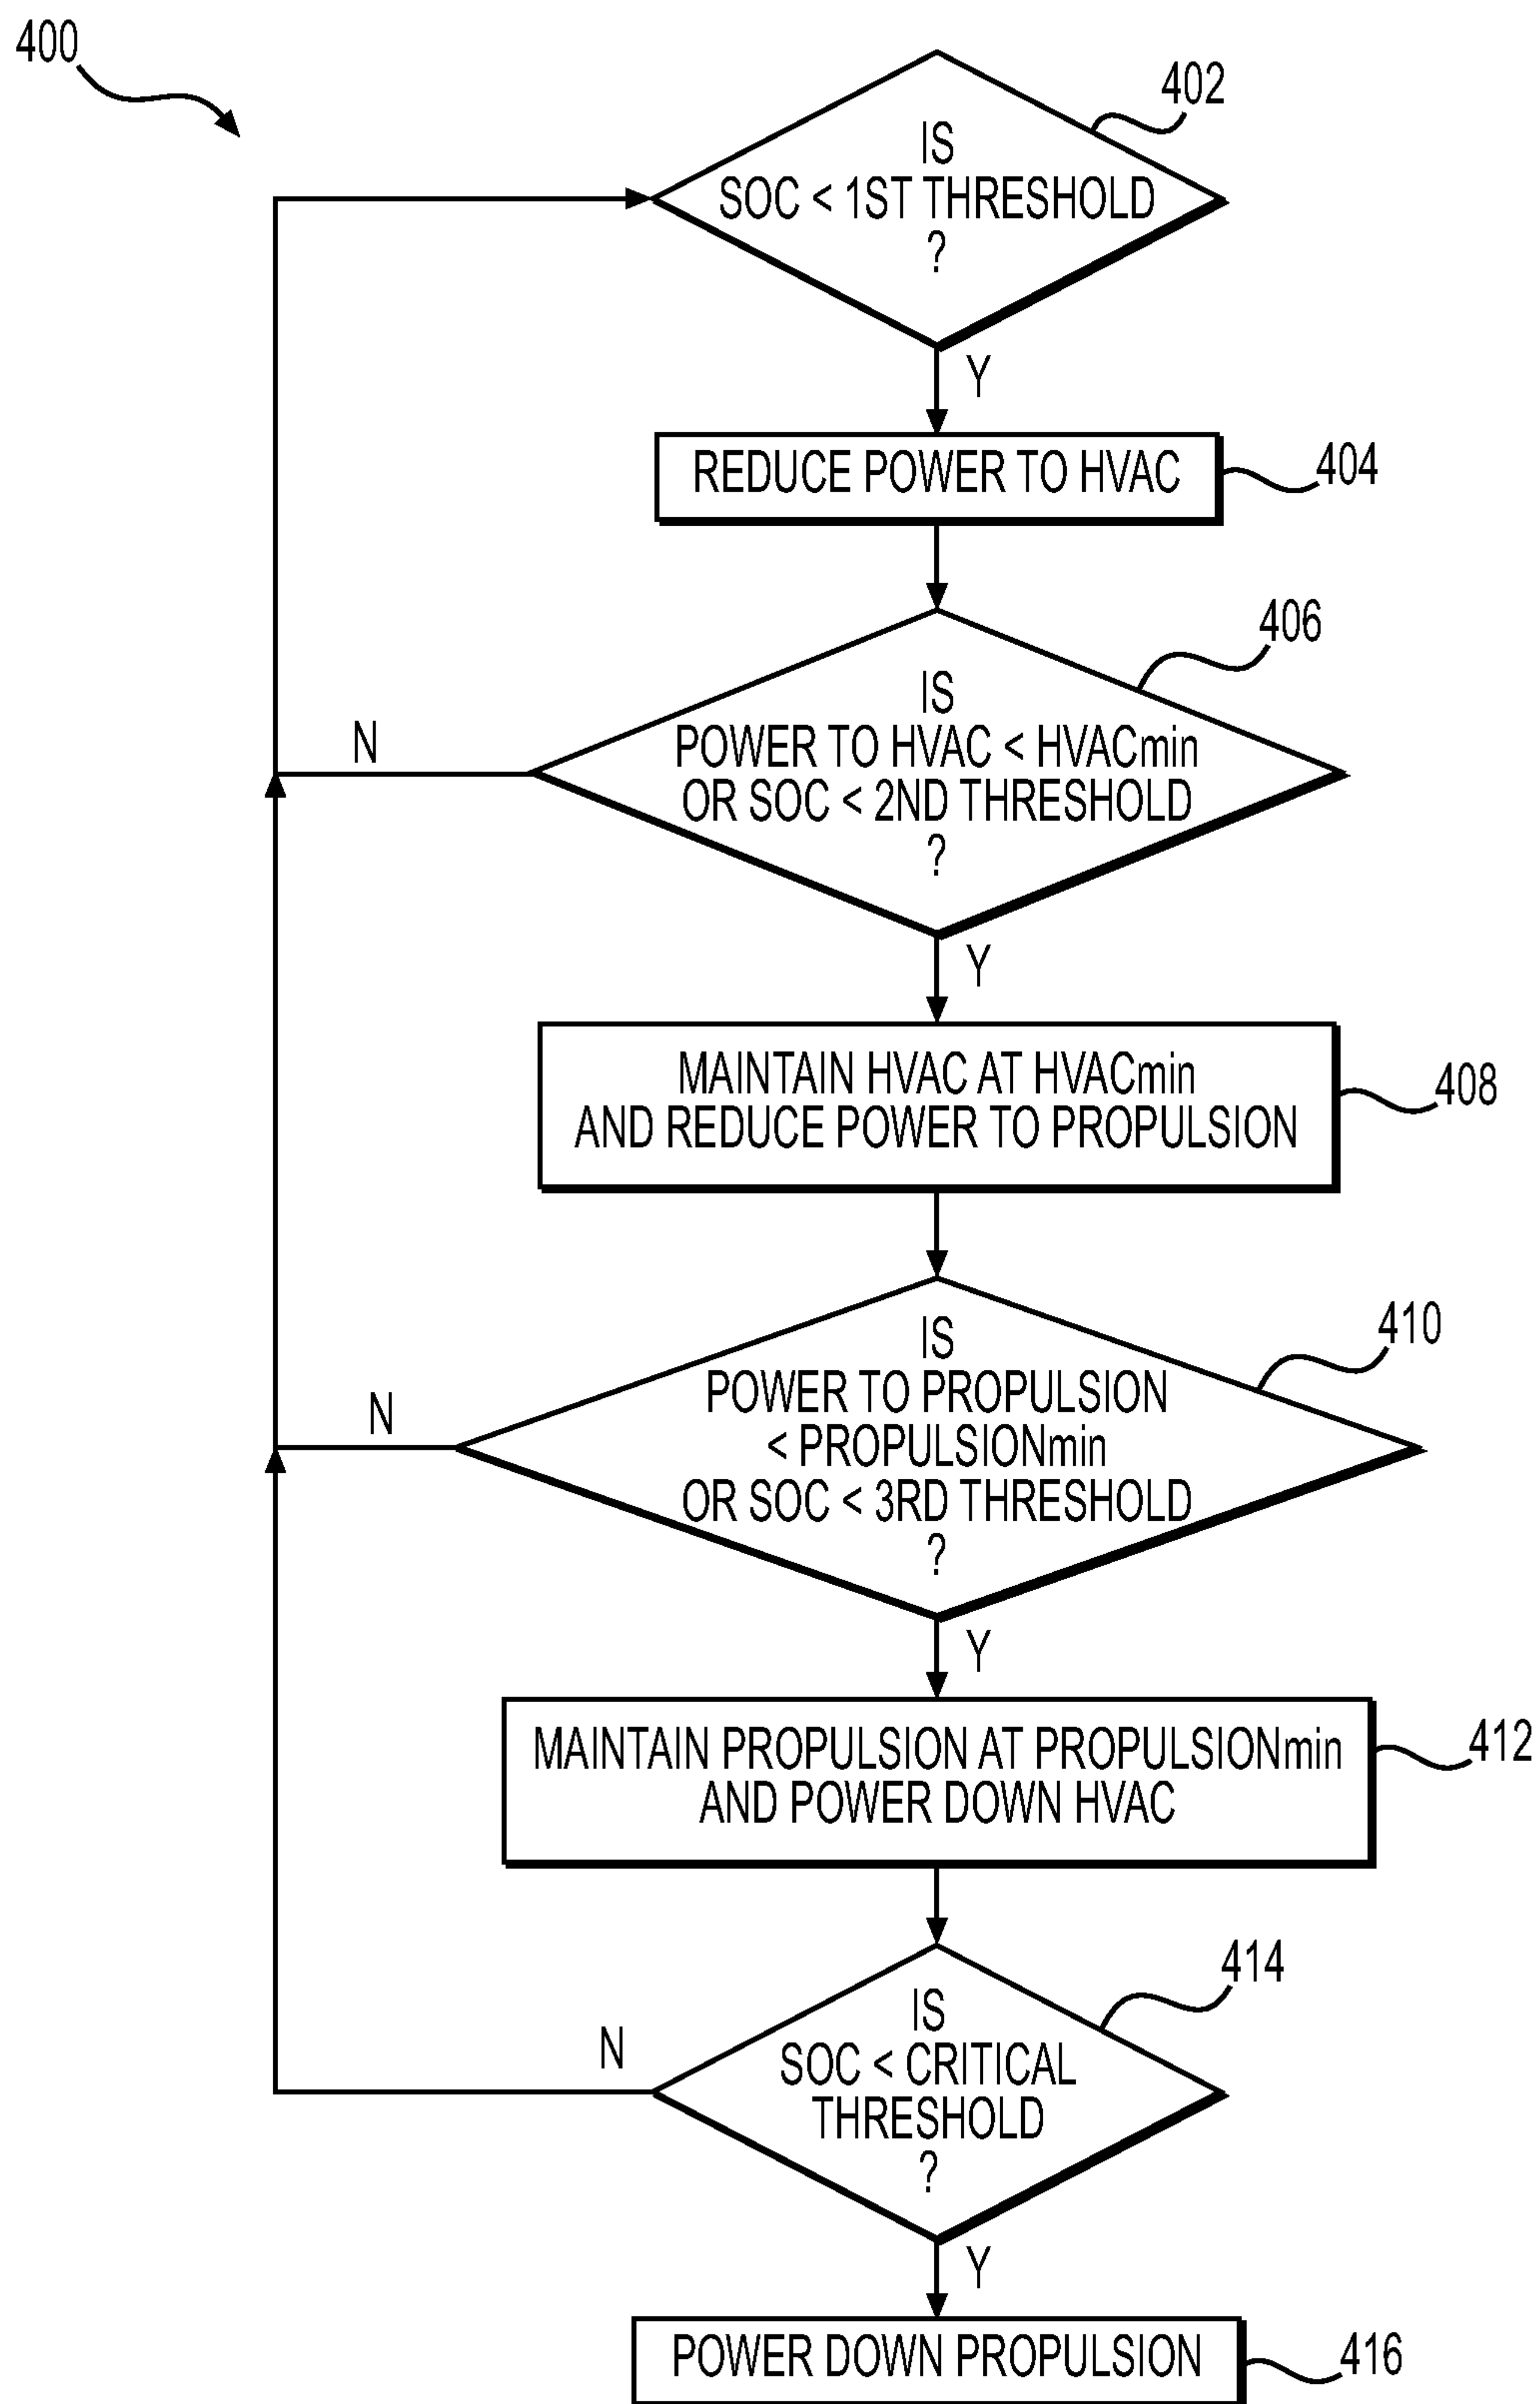 400
402
IS
SOC < 1ST THRESHOLD
?
Y
REDUCE POWER TO HVAC
404
406
IS
POWER TO HVAC < HVACmin
OR SOC < 2ND THRESHOLD
?
N
Y
MAINTAIN HVAC AT HVACmin
AND REDUCE POWER TO PROPULSION
408
410
IS
POWER TO PROPULSION
< PROPULSIONmin
OR SOC < 3RD THRESHOLD
?
N
Y
MAINTAIN PROPULSION AT PROPULSIONmin
AND POWER DOWN HVAC
412
414
IS
SOC < CRITICAL
THRESHOLD
?
N
Y
POWER DOWN PROPULSION
416